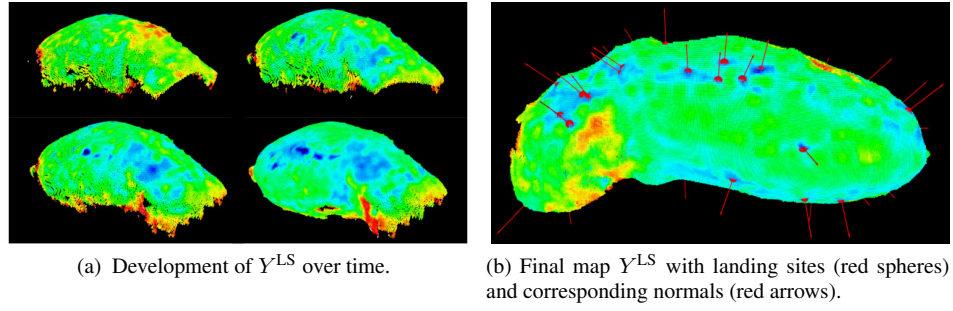 (a) Development of Y^LS over time.
(b) Final map Y^LS with landing sites (red spheres)
and corresponding normals (red arrows).